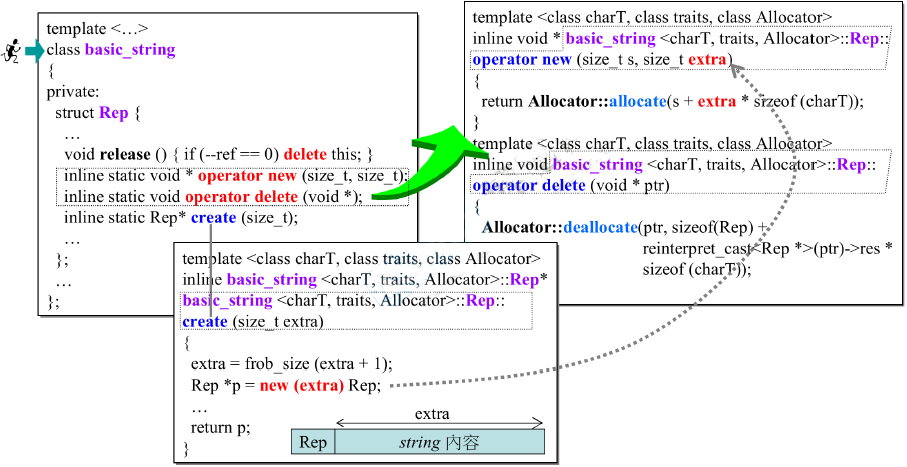 template <…>
class basic_string
{
private:
struct Rep {
…
void release () { if (--ref == 0) delete this; }
inline static void * operator new (size_t, size_t);
inline static void operator delete (void *);
inline static Rep* create (size_t);
…
};
…
};
template <class charT, class traits, class Allocator>
inline void * basic_string <charT, traits, Allocator>::Rep::
operator new (size_t s, size_t extra)
{
return Allocator::allocate(s + extra * sizeof (charT));
}
template <class charT, class traits, class Allocator>
inline void basic_string <charT, traits, Allocator>::Rep::
operator delete (void * ptr)
{
Allocator::deallocate(ptr, sizeof(Rep) +
reinterpret_cast<Rep *>(ptr)->res *
sizeof (charT));
}
template <class charT, class traits, class Allocator>
inline basic_string <charT, traits, Allocator>::Rep*
basic_string <charT, traits, Allocator>::Rep::
create (size_t extra)
{
extra = frob_size (extra + 1);
Rep *p = new (extra) Rep;
…
return p;
}
extra
Rep
string 內容